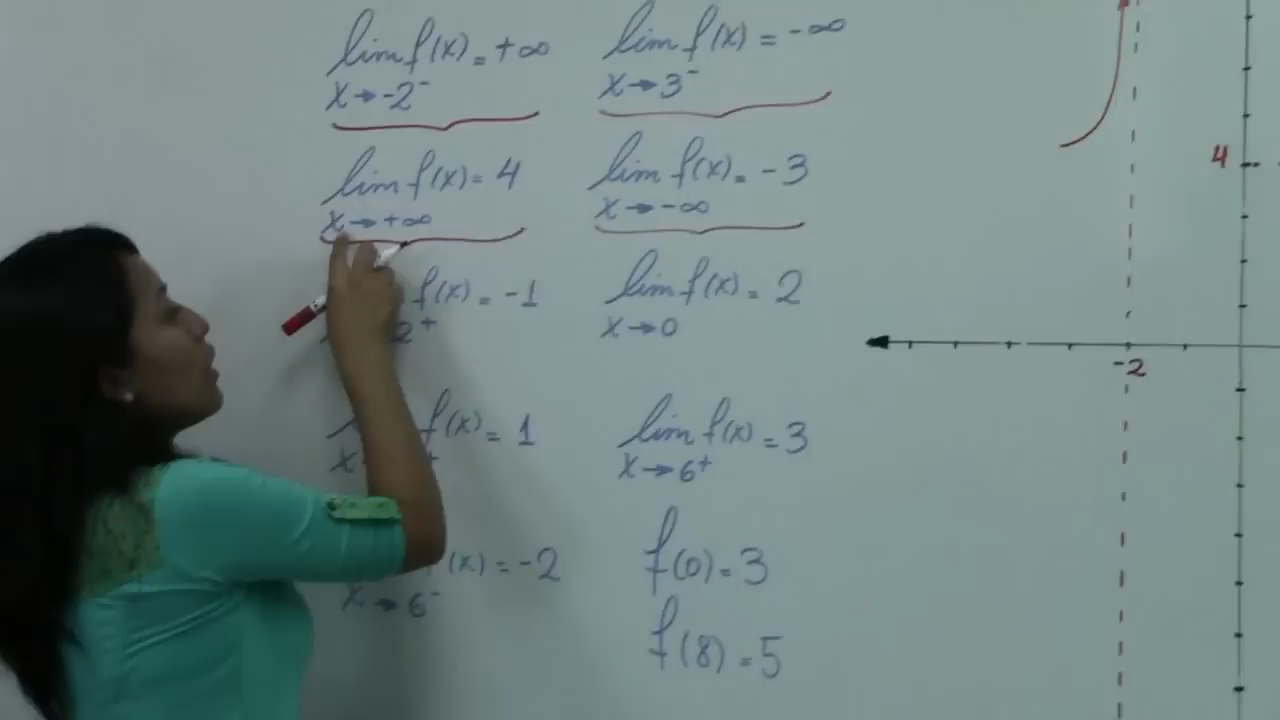 lim f(x) = +∞
x → -2⁻
lim f(x) = -∞
x → 3⁻
lim f(x) = 4
x → +∞
lim f(x) = -3
x → -∞
f(x) = -1
2⁺
lim f(x) = 2
x → 0
f(x) = 1
x
lim f(x) = 3
x → 6⁺
(x) = -2
x → 6⁻
f(0) = 3
f(8) = 5
4
-2